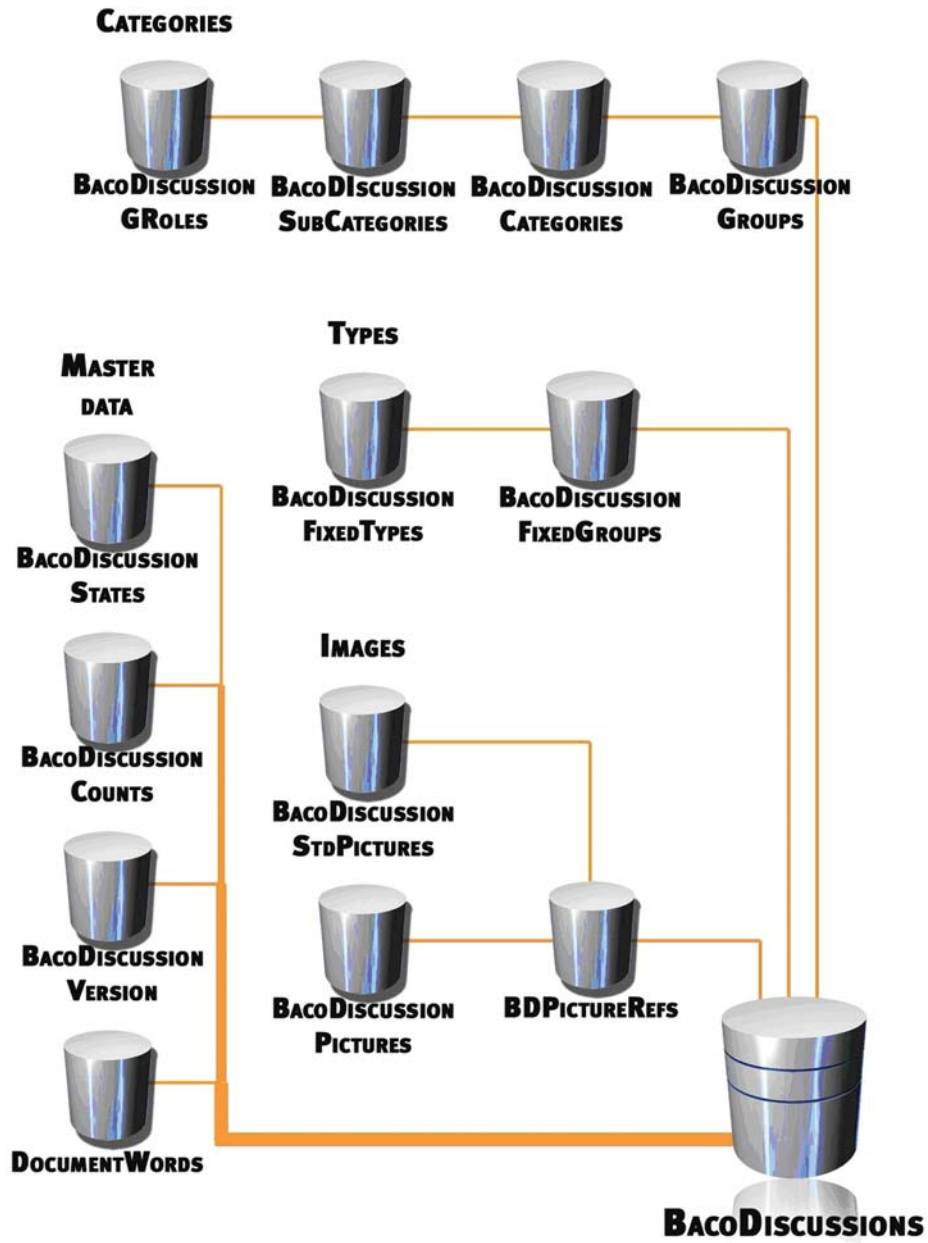 CATEGORIES
BACODISCUSSION
GROLES
BACODISCUSSION
SUBCATEGORIES
BACODISCUSSION
CATEGORIES
BACODISCUSSION
GROUPS
TYPES
BACODISCUSSION
FIXEDTYPES
BACODISCUSSION
FIXEDGROUPS
MASTER
DATA
BACODISCUSSION
STATES
BACODISCUSSION
COUNTS
BACODISCUSSION
VERSION
DOCUMENTWORDS
IMAGES
BACODISCUSSION
STDPICTURES
BACODISCUSSION
PICTURES
BDPICTUREREFS
BACODISCUSSIONS